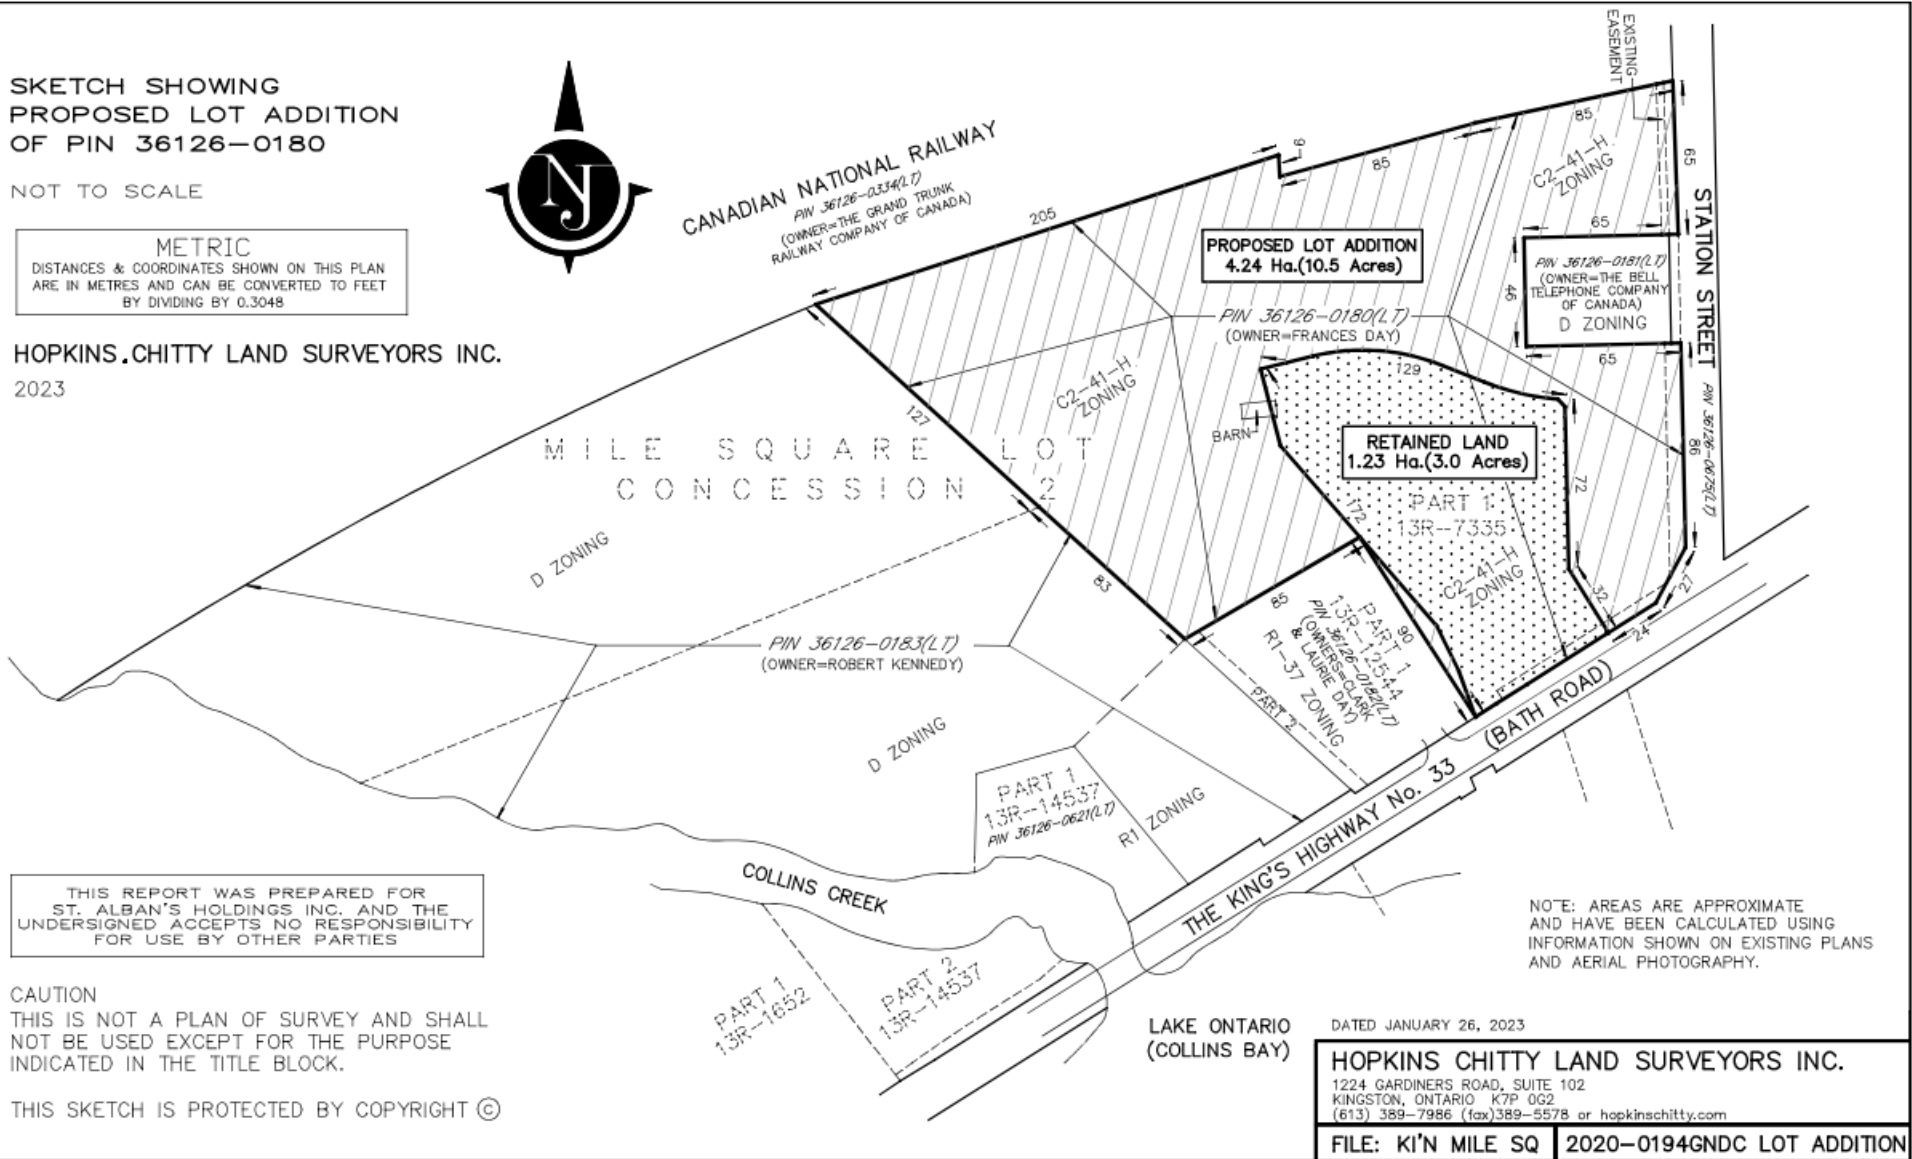 SKETCH SHOWING
PROPOSED LOT ADDITION
OF PIN 36126-0180
NOT TO SCALE
METRIC
DISTANCES & COORDINATES SHOWN ON THIS PLAN
ARE IN METRES AND CAN BE CONVERTED TO FEET
BY DIVIDING BY 0.3048
HOPKINS.CHITTY LAND SURVEYORS INC.
2023
NJ
CANADIAN NATIONAL RAILWAY
PIN 36126-0334(LT)
(OWNER=THE GRAND TRUNK
RAILWAY COMPANY OF CANADA)
EXISTING
EASEMENT
205
9
85
85
65
C2-41-H
ZONING
STATION STREET
PIN 36126-0675(LT)
PROPOSED LOT ADDITION
4.24 Ha.(10.5 Acres)
65
46
PIN 36126-0181(LT)
(OWNER=THE BELL
TELEPHONE COMPANY
OF CANADA)
D ZONING
65
PIN 36126-0180(LT)
(OWNER=FRANCES DAY)
C2-41-H
ZONING
129
127
BARN
RETAINED LAND
1.23 Ha.(3.0 Acres)
PART 1
13R-7335
C2-41-H
ZONING
72
86
172
32
27
24
MILE SQUARE LOT
CONCESSION 2
D ZONING
83
85
90
PART 1
13R-12544
PIN 36126-0182(LT)
(OWNERS=CLARK
& LAURIE DAY)
R1-37 ZONING
PART 2
PIN 36126-0183(LT)
(OWNER=ROBERT KENNEDY)
D ZONING
PART 1
13R-14537
PIN 36126-0621(LT)
R1 ZONING
THE KING'S HIGHWAY No. 33 (BATH ROAD)
COLLINS CREEK
PART 1
13R-1652
PART 2
13R-14537
THIS REPORT WAS PREPARED FOR
ST. ALBAN'S HOLDINGS INC. AND THE
UNDERSIGNED ACCEPTS NO RESPONSIBILITY
FOR USE BY OTHER PARTIES
CAUTION
THIS IS NOT A PLAN OF SURVEY AND SHALL
NOT BE USED EXCEPT FOR THE PURPOSE
INDICATED IN THE TITLE BLOCK.
THIS SKETCH IS PROTECTED BY COPYRIGHT ©
NOTE: AREAS ARE APPROXIMATE
AND HAVE BEEN CALCULATED USING
INFORMATION SHOWN ON EXISTING PLANS
AND AERIAL PHOTOGRAPHY.
LAKE ONTARIO
(COLLINS BAY)
DATED JANUARY 26, 2023
HOPKINS CHITTY LAND SURVEYORS INC.
1224 GARDINERS ROAD, SUITE 102
KINGSTON, ONTARIO K7P 0G2
(613) 389-7986 (fax)389-5578 or hopkinschitty.com
FILE: KI'N MILE SQ
2020-0194GNDC LOT ADDITION